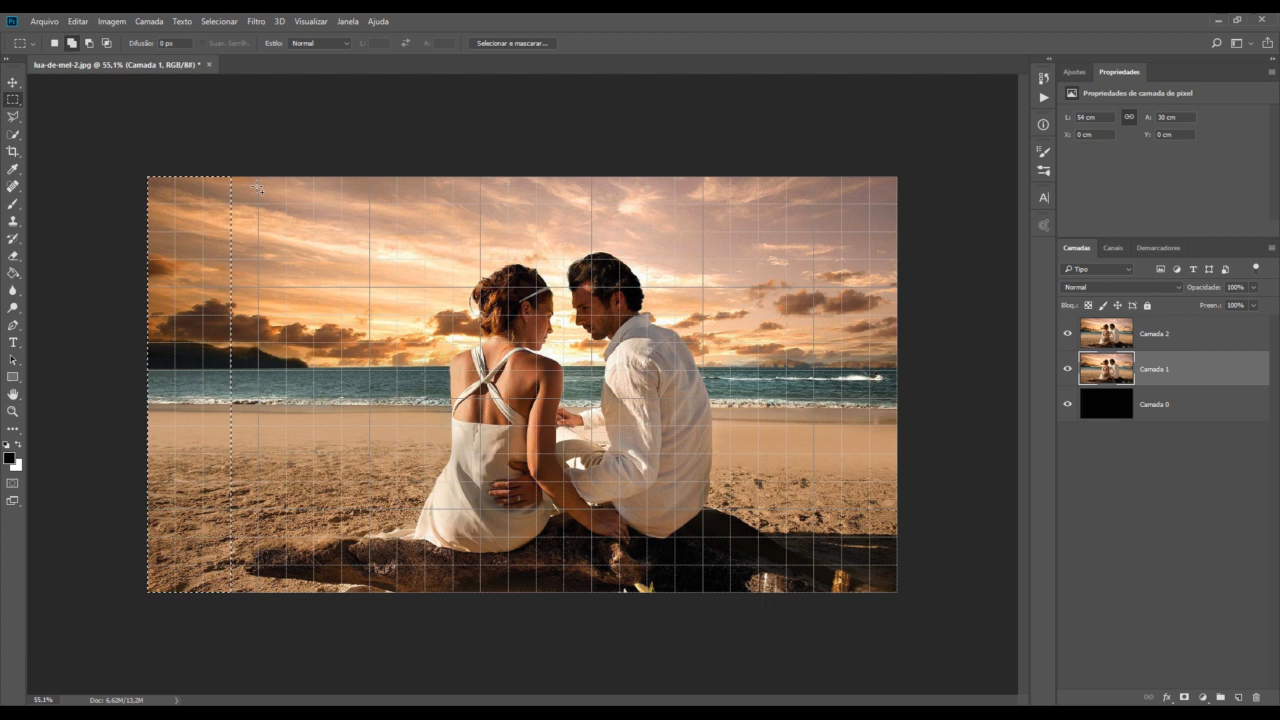 Ps Arquivo Editar Imagem Camada Texto Selecionar Filtro 3D Visualizar Janela Ajuda
Difusão: 0 px Suav. Serrilh. Estilo: Normal L: A: Selecionar e mascarar...
lua-de-mel-2.jpg @ 55,1% (Camada 1, RGB/8#) * ×
Ajustes Propriedades
Propriedades de camada de pixel
L: 54 cm A: 30 cm
X: 0 cm Y: 0 cm
Camadas Canais Demarcadores
Tipo
Normal Opacidade: 100%
Bloq.: Preen.: 100%
Camada 2
Camada 1
Camada 0
55,1% Doc: 6,62M/13,2M